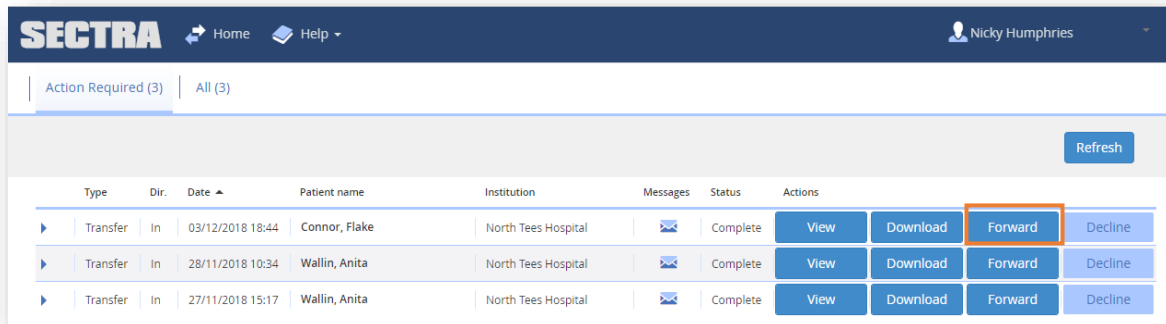 SECTRA Home Help Nicky Humphries
Action Required (3) All (3)
Refresh
Type Dir. Date Patient name Institution Messages Status Actions
Transfer In 03/12/2018 18:44 Connor, Flake North Tees Hospital Complete View Download Forward Decline
Transfer In 28/11/2018 10:34 Wallin, Anita North Tees Hospital Complete View Download Forward Decline
Transfer In 27/11/2018 15:17 Wallin, Anita North Tees Hospital Complete View Download Forward Decline